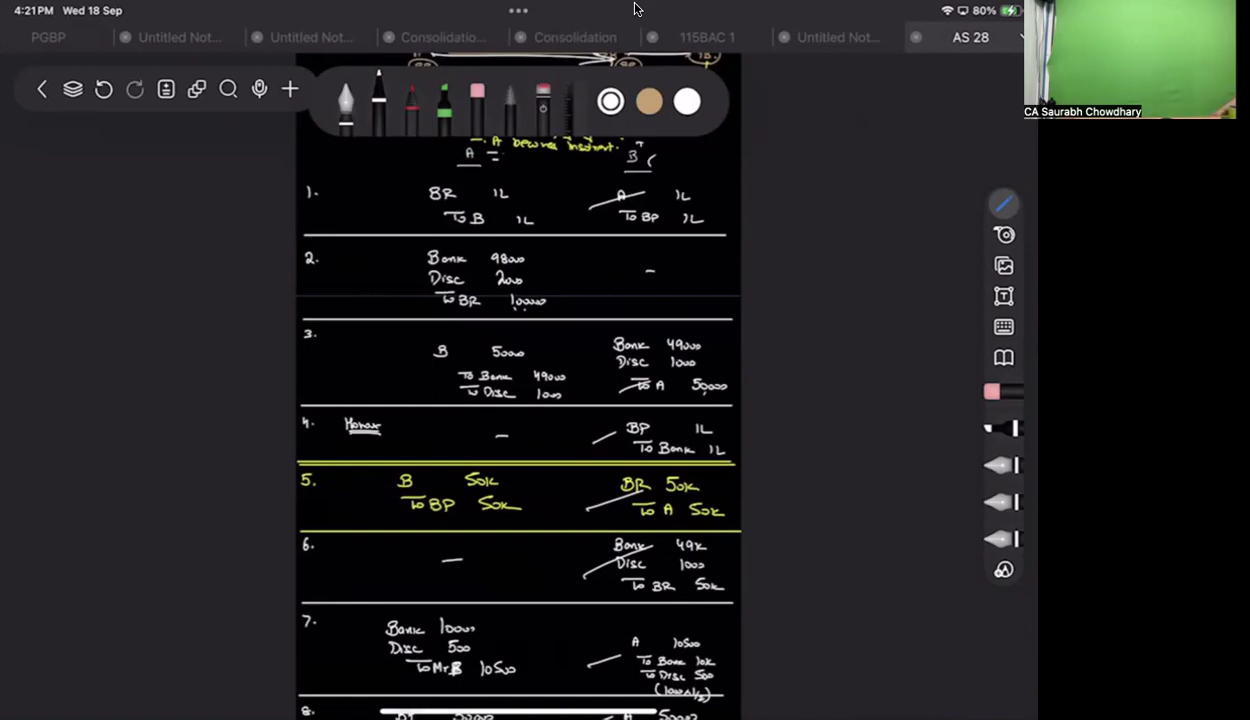 4:21 PM Wed 18 Sep
80%
PGBP
Untitled Not...
Untitled Not...
Consolidatio...
Consolidation
115BAC 1
Untitled Not...
AS 28
CA Saurabh Chowdhary
A becomes insolvent.
A
B
1. BR 1L A 1L
To B 1L To BP 1L
2. Bank 98000 -
Disc 2000
To BR 100000
3. B 50000 Bank 49000
To Bank 49000 Disc 1000
To Disc 1000 To A 50,000
4. Honour - BP 1L
To Bank 1L
5. B 50K BR 50K
To BP 50K To A 50K
6. - Bank 49K
Disc 1000
To BR 50K
7. Bank 10000 A 10500
Disc 500 To Bank 10K
To Mr B 10500 To Disc 500
8.